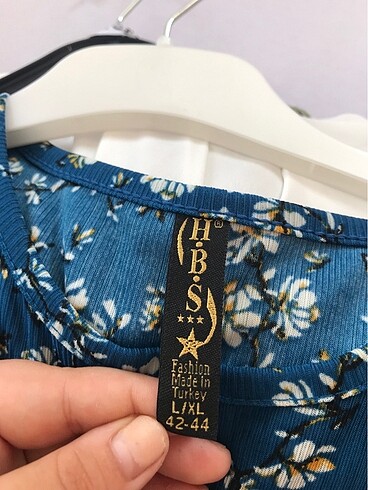 H®
B
S
Fashion
Made In
Turkey
L/XL
42-44